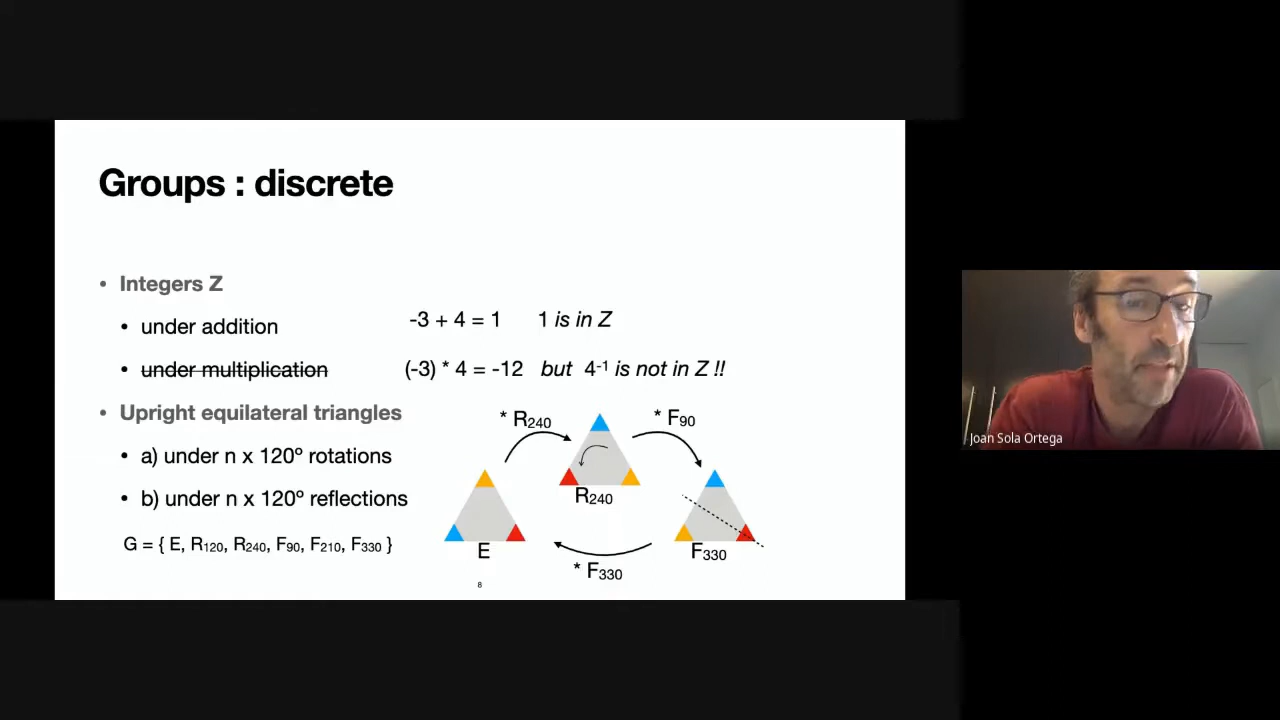 Groups : discrete
• Integers Z
• under addition -3 + 4 = 1 1 is in Z
• under multiplication (-3) * 4 = -12 but 4⁻¹ is not in Z !!
• Upright equilateral triangles
* R₂₄₀ * F₉₀
• a) under n x 120º rotations
• b) under n x 120º reflections
R₂₄₀
G = { E, R₁₂₀, R₂₄₀, F₉₀, F₂₁₀, F₃₃₀ }
E F₃₃₀
* F₃₃₀
8
Joan Sola Ortega